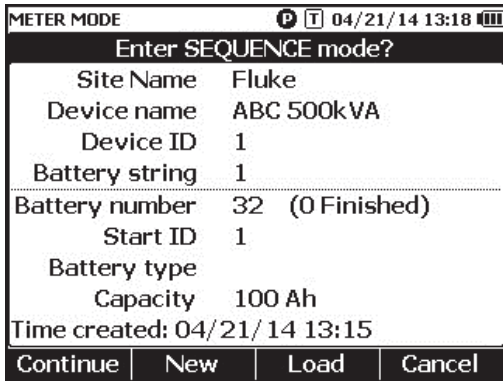 METER MODE P T 04/21/14 13:18
Enter SEQUENCE mode?
Site Name Fluke
Device name ABC 500kVA
Device ID 1
Battery string 1
Battery number 32 (0 Finished)
Start ID 1
Battery type
Capacity 100 Ah
Time created: 04/21/14 13:15
Continue New Load Cancel